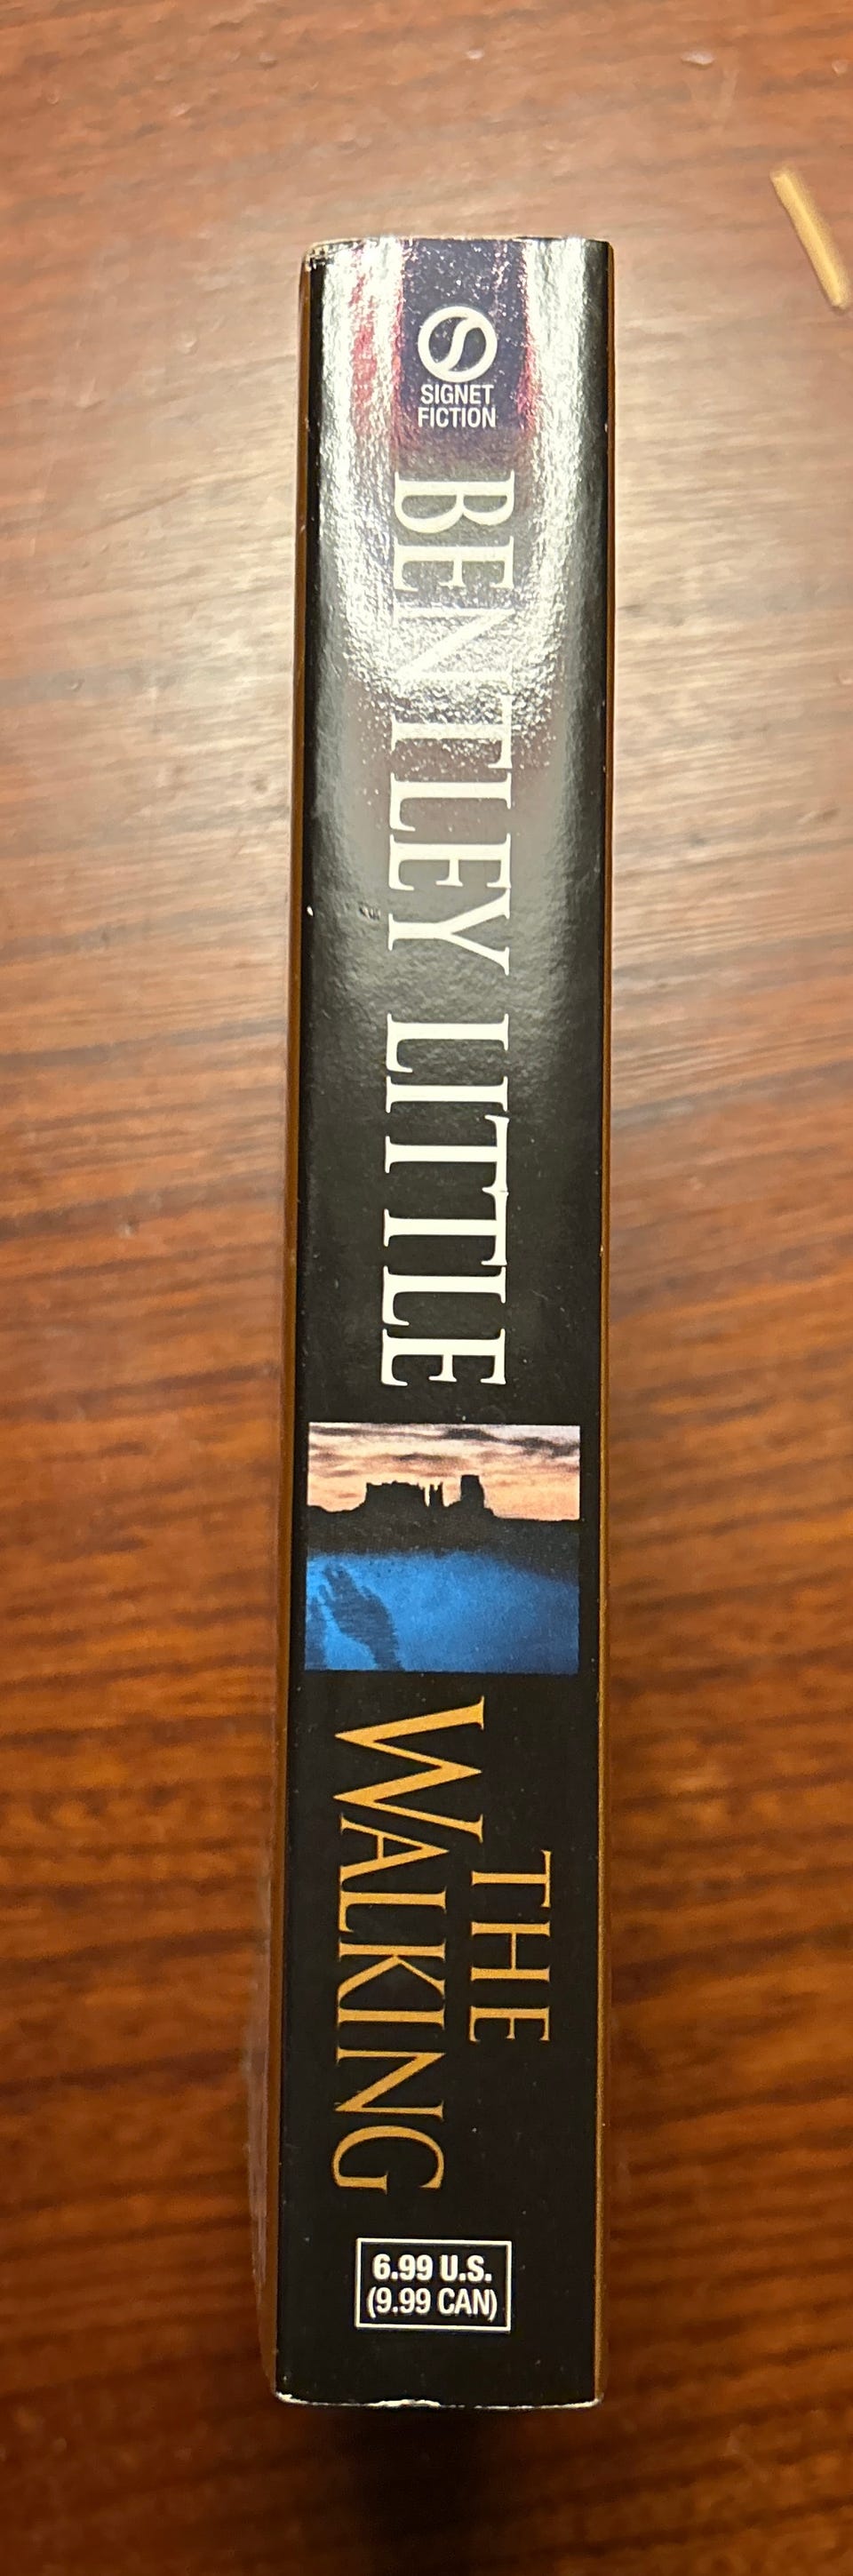 SIGNET
FICTION
BENTLEY LITTLE
THE
WALKING
6.99 U.S.
(9.99 CAN)